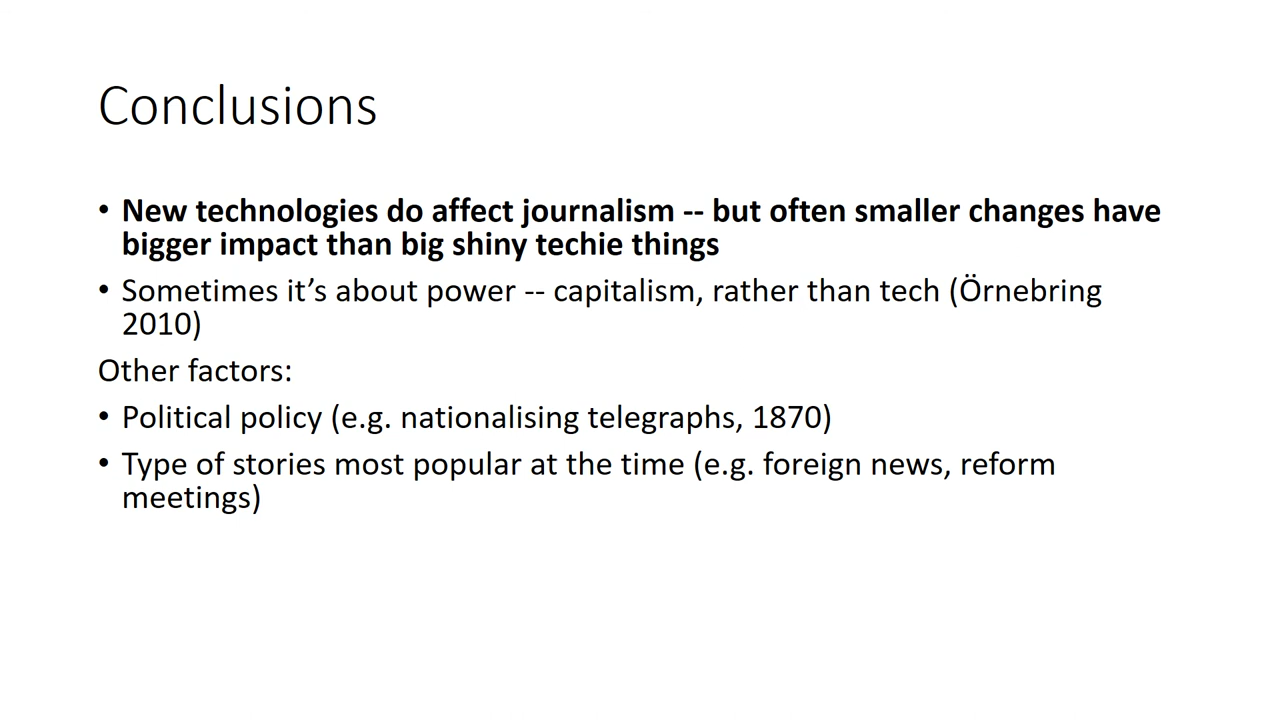 Conclusions
• New technologies do affect journalism -- but often smaller changes have
bigger impact than big shiny techie things
• Sometimes it’s about power -- capitalism, rather than tech (Örnebring
2010)
Other factors:
• Political policy (e.g. nationalising telegraphs, 1870)
• Type of stories most popular at the time (e.g. foreign news, reform
meetings)